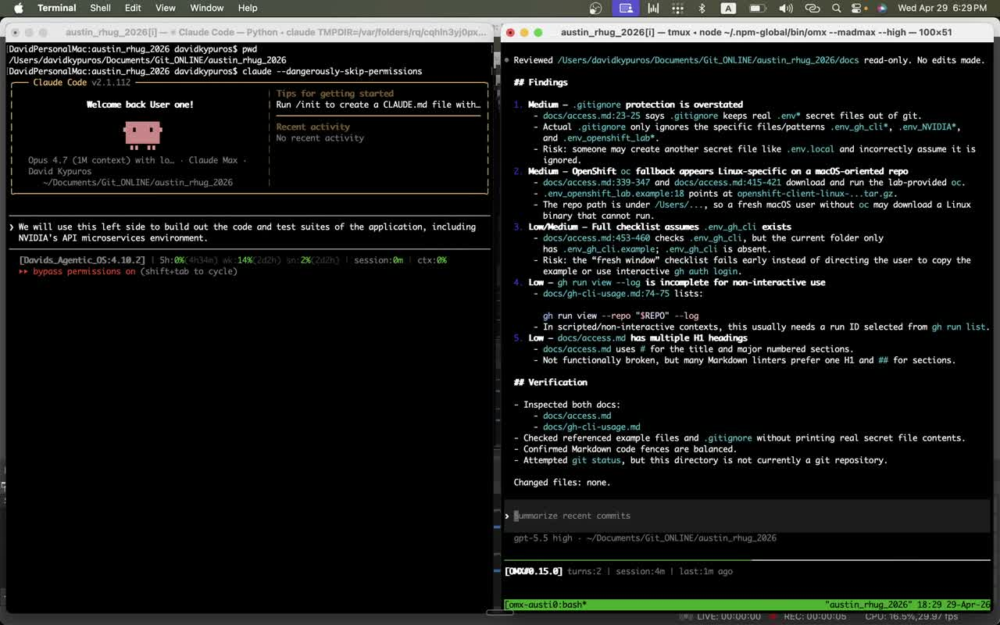 Terminal Shell Edit View Window Help
A
Wed Apr 29 6:29 PM
austin_rhug_2026[i] — ✳ Claude Code — Python ◂ claude TMPDIR=/var/folders/rq/cqhln3yj0px…
[DavidPersonalMac:austin_rhug_2026 davidkypuros$ pwd
/Users/davidkypuros/Documents/Git_ONLINE/austin_rhug_2026
[DavidPersonalMac:austin_rhug_2026 davidkypuros$ claude --dangerously-skip-permissions
Claude Code v2.1.112
Welcome back User one!
Opus 4.7 (1M context) with lo… · Claude Max ·
David Kypuros
~/Documents/Git_ONLINE/austin_rhug_2026
Tips for getting started
Run /init to create a CLAUDE.md file with…
Recent activity
No recent activity
❯ We will use this left side to build out the code and test suites of the application, including
NVIDIA's API microservices environment.
[Davids_Agentic_OS:4.10.2] | 5h:0%(4h34m) wk:14%(2d2h) sn:2%(2d2h) | session:0m | ctx:0%
▸▸ bypass permissions on (shift+tab to cycle)
austin_rhug_2026[i] — tmux ◂ node ~/.npm-global/bin/omx --madmax --high — 100×51
• Reviewed /Users/davidkypuros/Documents/Git_ONLINE/austin_rhug_2026/docs read-only. No edits made.
## Findings
1. Medium — .gitignore protection is overstated
- docs/access.md:23-25 says .gitignore keeps real .env* secret files out of git.
- Actual .gitignore only ignores the specific files/patterns .env_gh_cli*, .env_NVIDIA*,
and .env_openshift_lab*.
- Risk: someone may create another secret file like .env.local and incorrectly assume it is
ignored.
2. Medium — OpenShift oc fallback appears Linux-specific on a macOS-oriented repo
- docs/access.md:339-347 and docs/access.md:415-421 download and run the lab-provided oc.
- .env_openshift_lab.example:18 points at openshift-client-linux-...tar.gz.
- The repo path is under /Users/..., so a fresh macOS user without oc may download a Linux
binary that cannot run.
3. Low/Medium — Full checklist assumes .env_gh_cli exists
- docs/access.md:453-460 checks .env_gh_cli, but the current folder only
has .env_gh_cli.example; .env_gh_cli is absent.
- Risk: the “fresh window” checklist fails early instead of directing the user to copy the
example or use interactive gh auth login.
4. Low — gh run view --log is incomplete for non-interactive use
- docs/gh-cli-usage.md:74-75 lists:
gh run view --repo "$REPO" --log
- In scripted/non-interactive contexts, this usually needs a run ID selected from gh run list.
5. Low — docs/access.md has multiple H1 headings
- docs/access.md uses # for the title and major numbered sections.
- Not functionally broken, but many Markdown linters prefer one H1 and ## for sections.
## Verification
- Inspected both docs:
- docs/access.md
- docs/gh-cli-usage.md
- Checked referenced example files and .gitignore without printing real secret file contents.
- Confirmed Markdown code fences are balanced.
- Attempted git status, but this directory is not currently a git repository.
Changed files: none.
› Summarize recent commits
gpt-5.5 high · ~/Documents/Git_ONLINE/austin_rhug_2026
[OMX#0.15.0] turns:2 | session:4m | last:1m ago
[omx-austi0:bash* "austin_rhug_2026" 18:29 29-Apr-26
LIVE: 00:00:00 REC: 00:00:05 CPU: 16.5%,29.97 fps